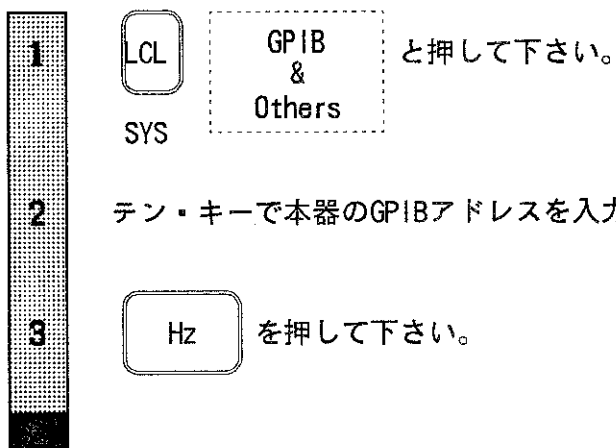 1 LCL GPIB & Others と押して下さい。
SYS
2 テン・キーで本器のGPIBアドレスを入力
3 Hz を押して下さい。